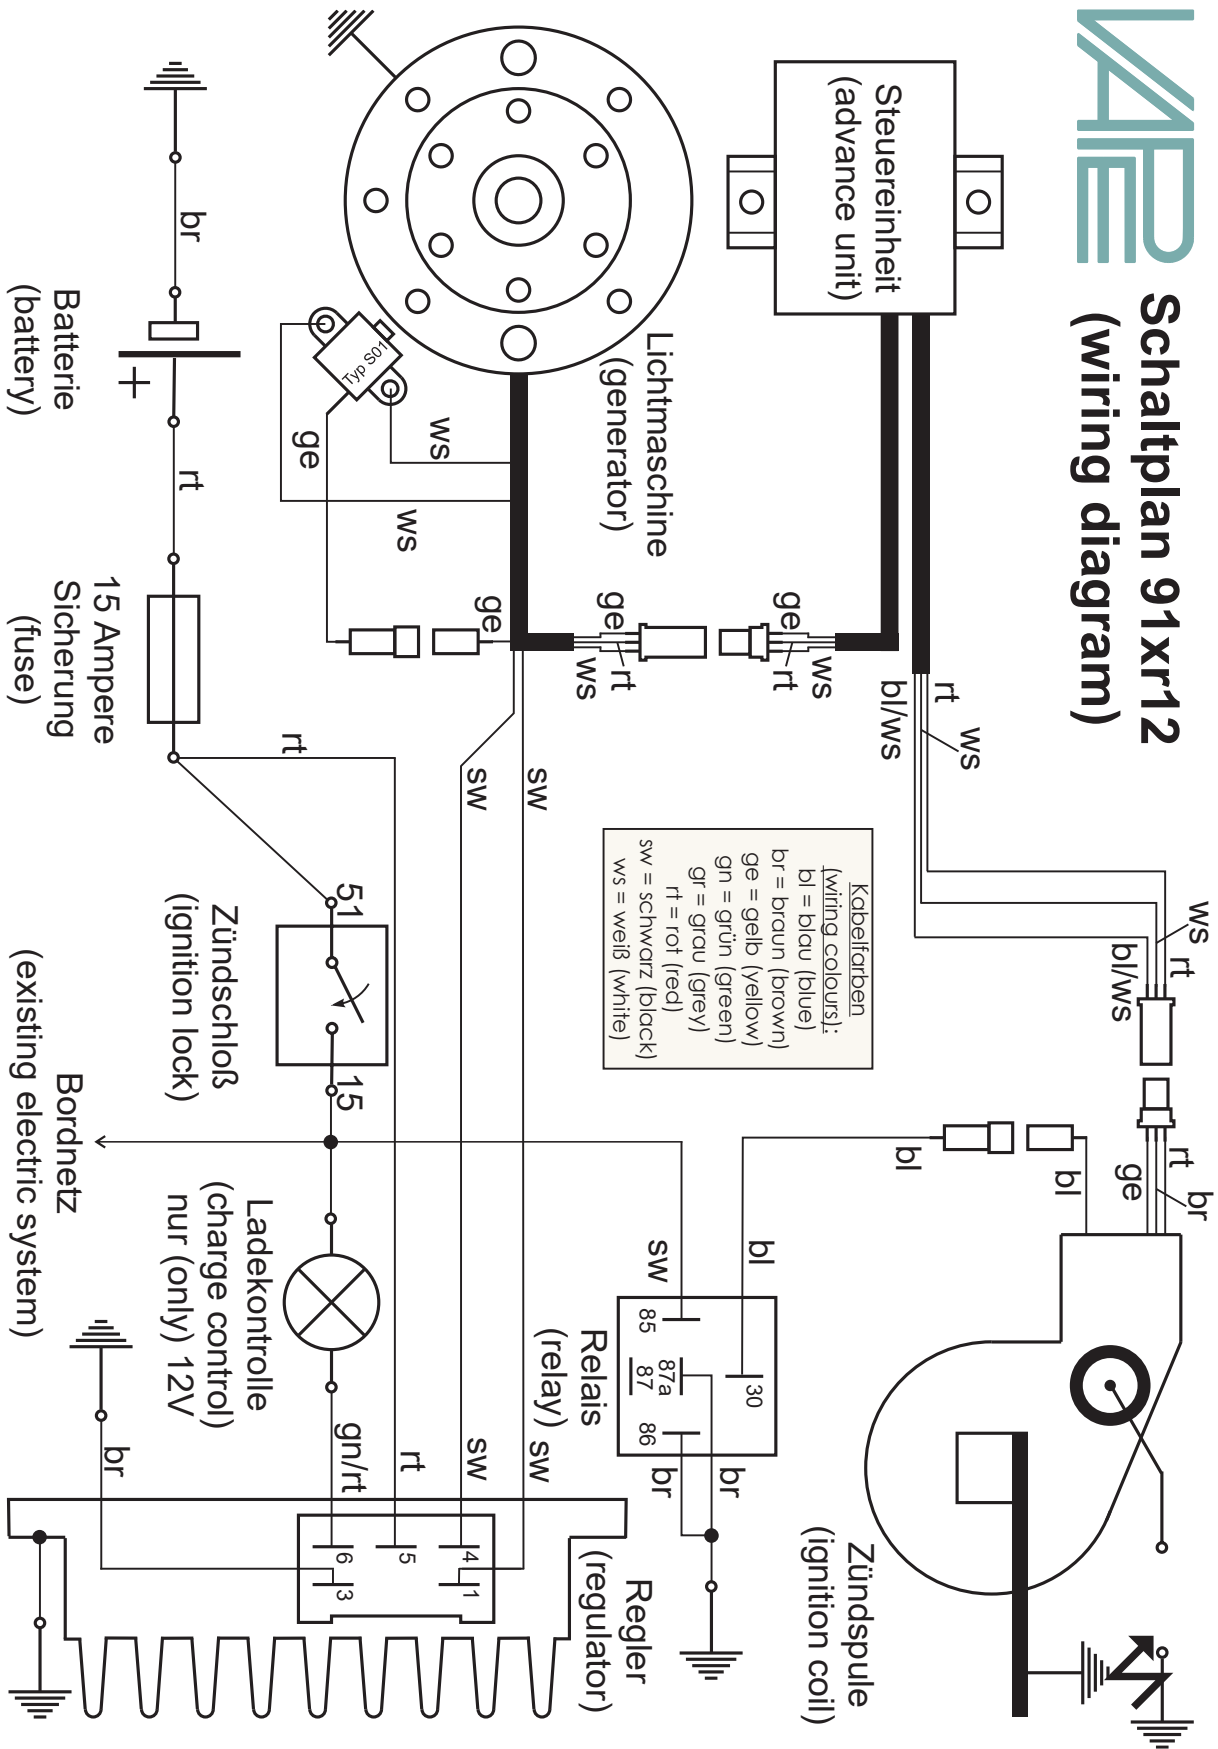 VAPE
Schaltplan 91xr12
(wiring diagram)
Steuereinheit
(advance unit)
rt
ws
bl/ws
ws
rt
bl/ws
rt
br
ge
bl
bl
Zündspule
(ignition coil)
Lichtmaschine
(generator)
Typ S01
ws
ws
ge
ge
ge
rt
ws
ge
rt
ws
Kabelfarben
(wiring colours):
bl = blau (blue)
br = braun (brown)
ge = gelb (yellow)
gn = grün (green)
gr = grau (grey)
rt = rot (red)
sw = schwarz (black)
ws = weiß (white)
bl
sw
30
85
87a
87
86
br
br
Relais
(relay)
sw
sw
sw
sw
rt
rt
gn/rt
br
4
1
5
6
3
Regler
(regulator)
br
+
Batterie
(battery)
rt
15 Ampere
Sicherung
(fuse)
51
15
Zündschloß
(ignition lock)
Bordnetz
(existing electric system)
Ladekontrolle
(charge control)
nur (only) 12V